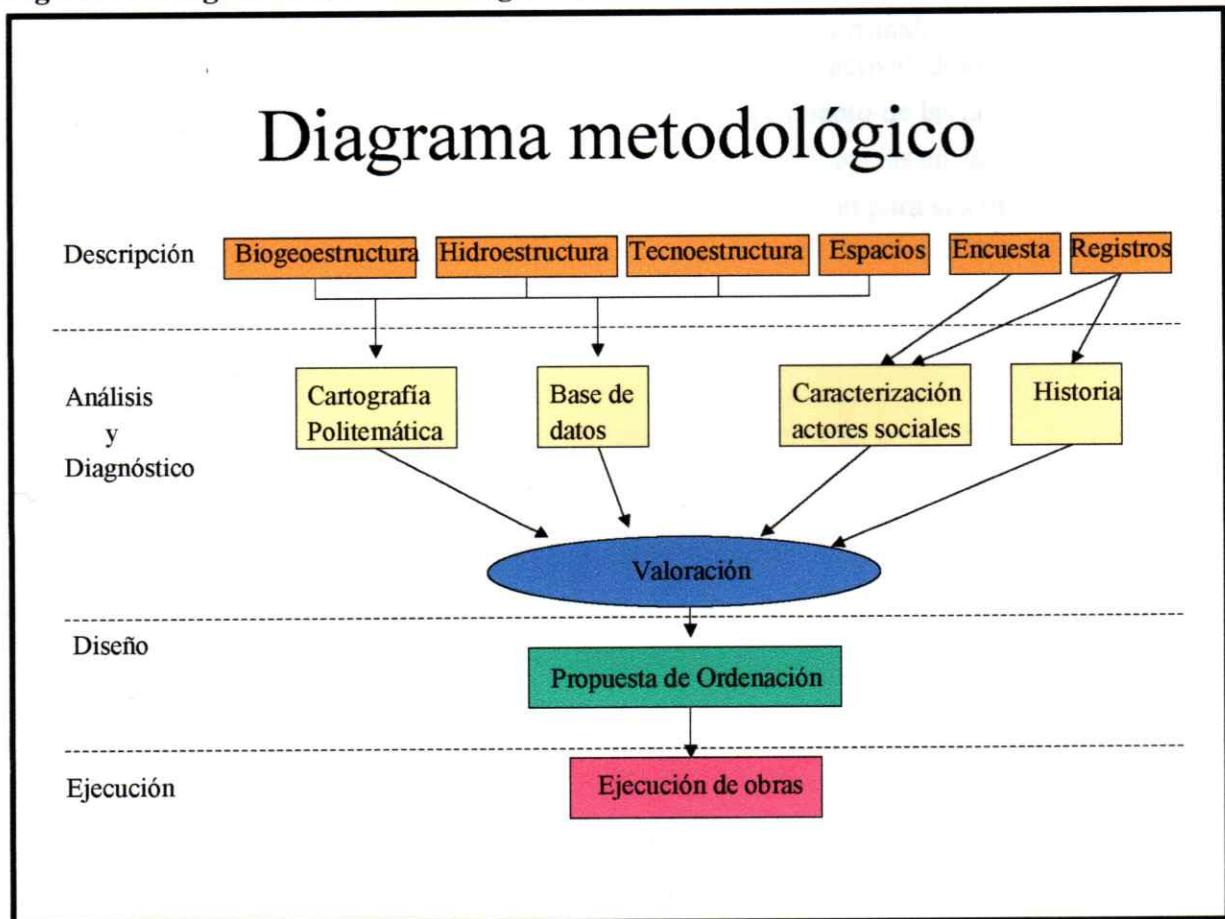 Diagrama metodológico
Descripción
Biogeoestructura
Hidroestructura
Tecnoestructura
Espacios
Encuesta
Registros
Análisis
y
Diagnóstico
Cartografía
Politemática
Base de
datos
Caracterización
actores sociales
Historia
Valoración
Diseño
Propuesta de Ordenación
Ejecución
Ejecución de obras